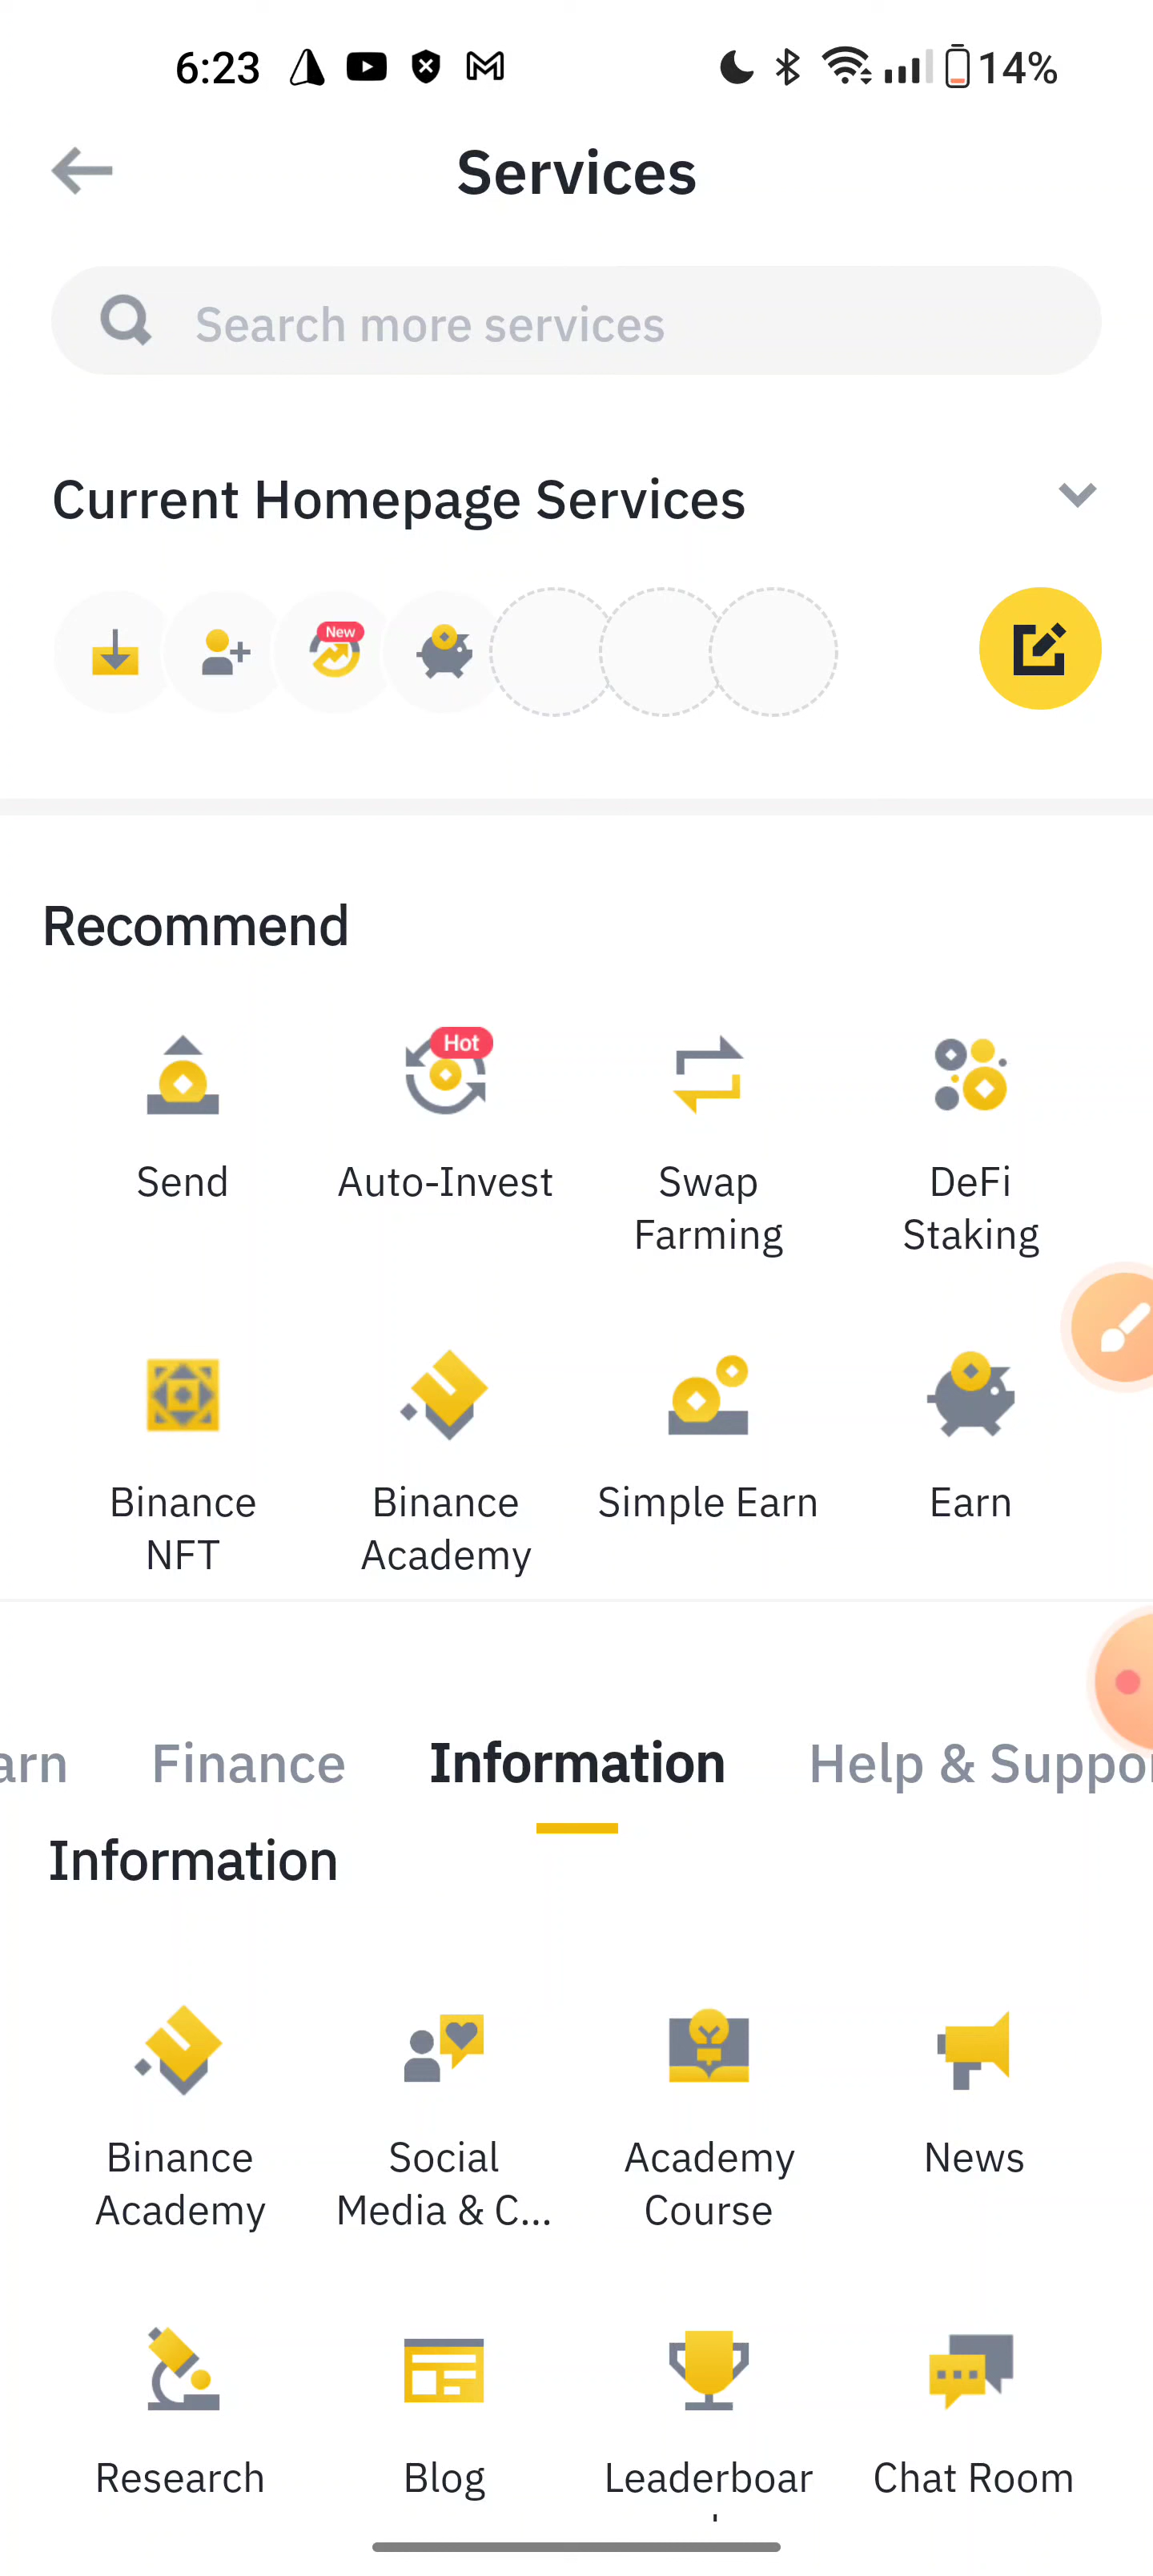 6:23
14%
Services
Search more services
Current Homepage Services
New
Recommend
Hot
Send
Auto-Invest
Swap
Farming
DeFi
Staking
Binance
NFT
Binance
Academy
Simple Earn
Earn
arn
Finance
Information
Help & Suppor
Information
Binance
Academy
Social
Media & C...
Academy
Course
News
Research
Blog
Leaderboar
Chat Room